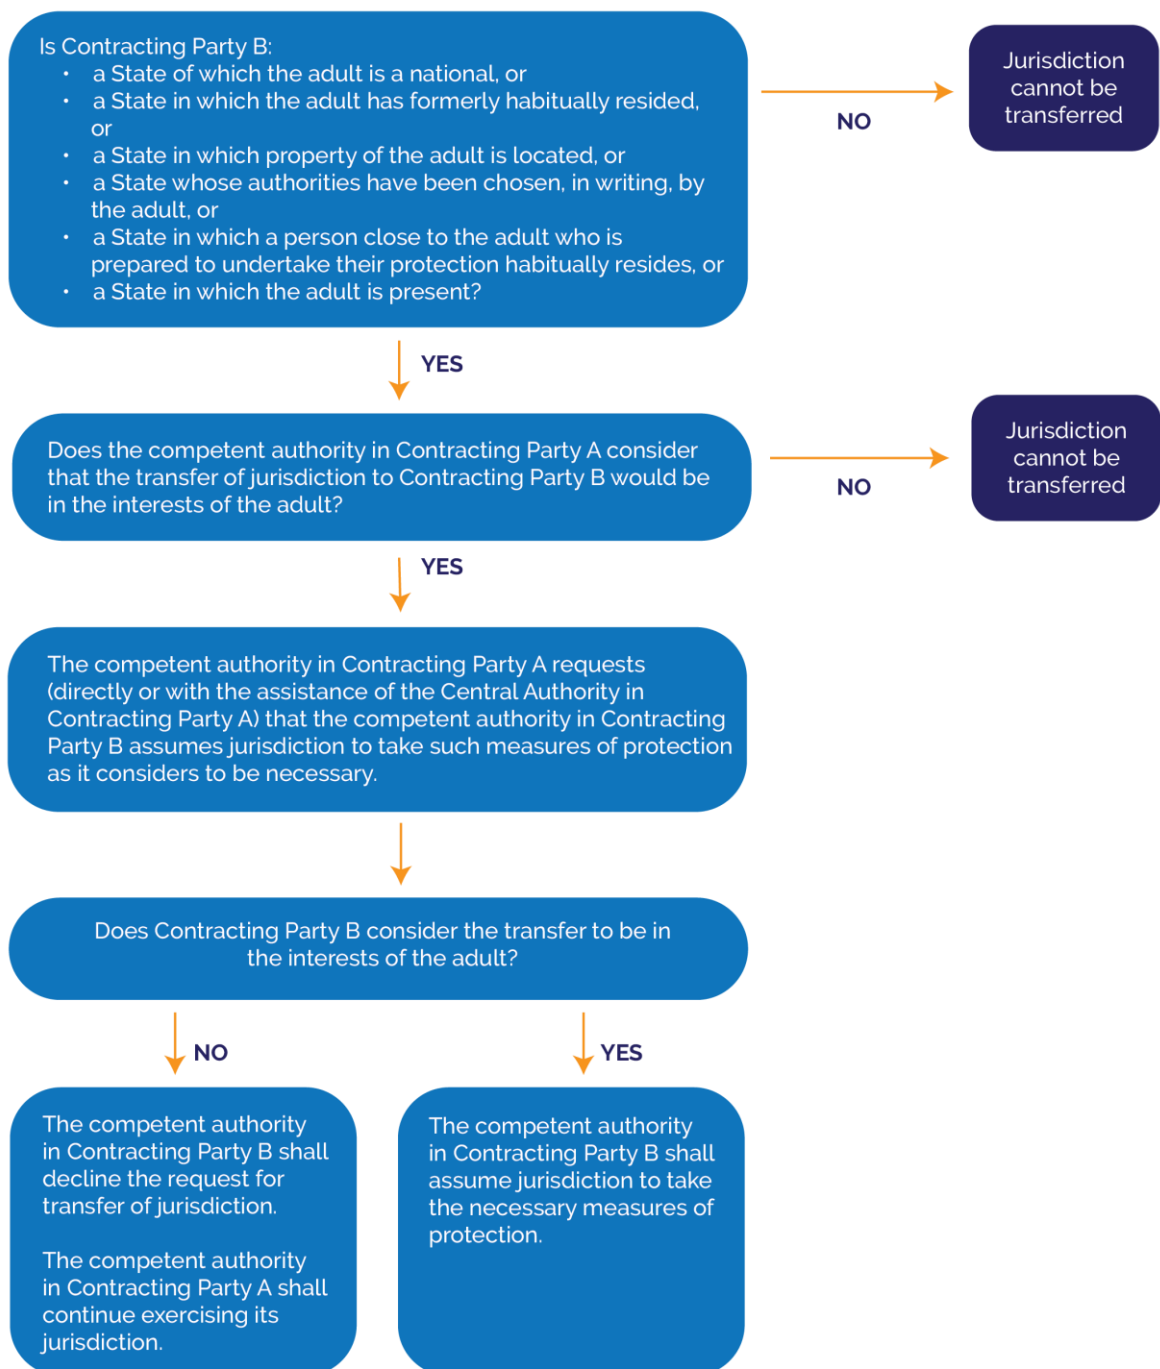 Is Contracting Party B:
• a State of which the adult is a national, or
• a State in which the adult has formerly habitually resided,
or
• a State in which property of the adult is located, or
• a State whose authorities have been chosen, in writing, by
the adult, or
• a State in which a person close to the adult who is
prepared to undertake their protection habitually resides, or
• a State in which the adult is present?
NO
Jurisdiction
cannot be
transferred
YES
Does the competent authority in Contracting Party A consider
that the transfer of jurisdiction to Contracting Party B would be
in the interests of the adult?
NO
Jurisdiction
cannot be
transferred
YES
The competent authority in Contracting Party A requests
(directly or with the assistance of the Central Authority in
Contracting Party A) that the competent authority in Contracting
Party B assumes jurisdiction to take such measures of protection
as it considers to be necessary.
Does Contracting Party B consider the transfer to be in
the interests of the adult?
NO
YES
The competent authority
in Contracting Party B shall
decline the request for
transfer of jurisdiction.
The competent authority
in Contracting Party A shall
continue exercising its
jurisdiction.
The competent authority
in Contracting Party B shall
assume jurisdiction to take
the necessary measures of
protection.